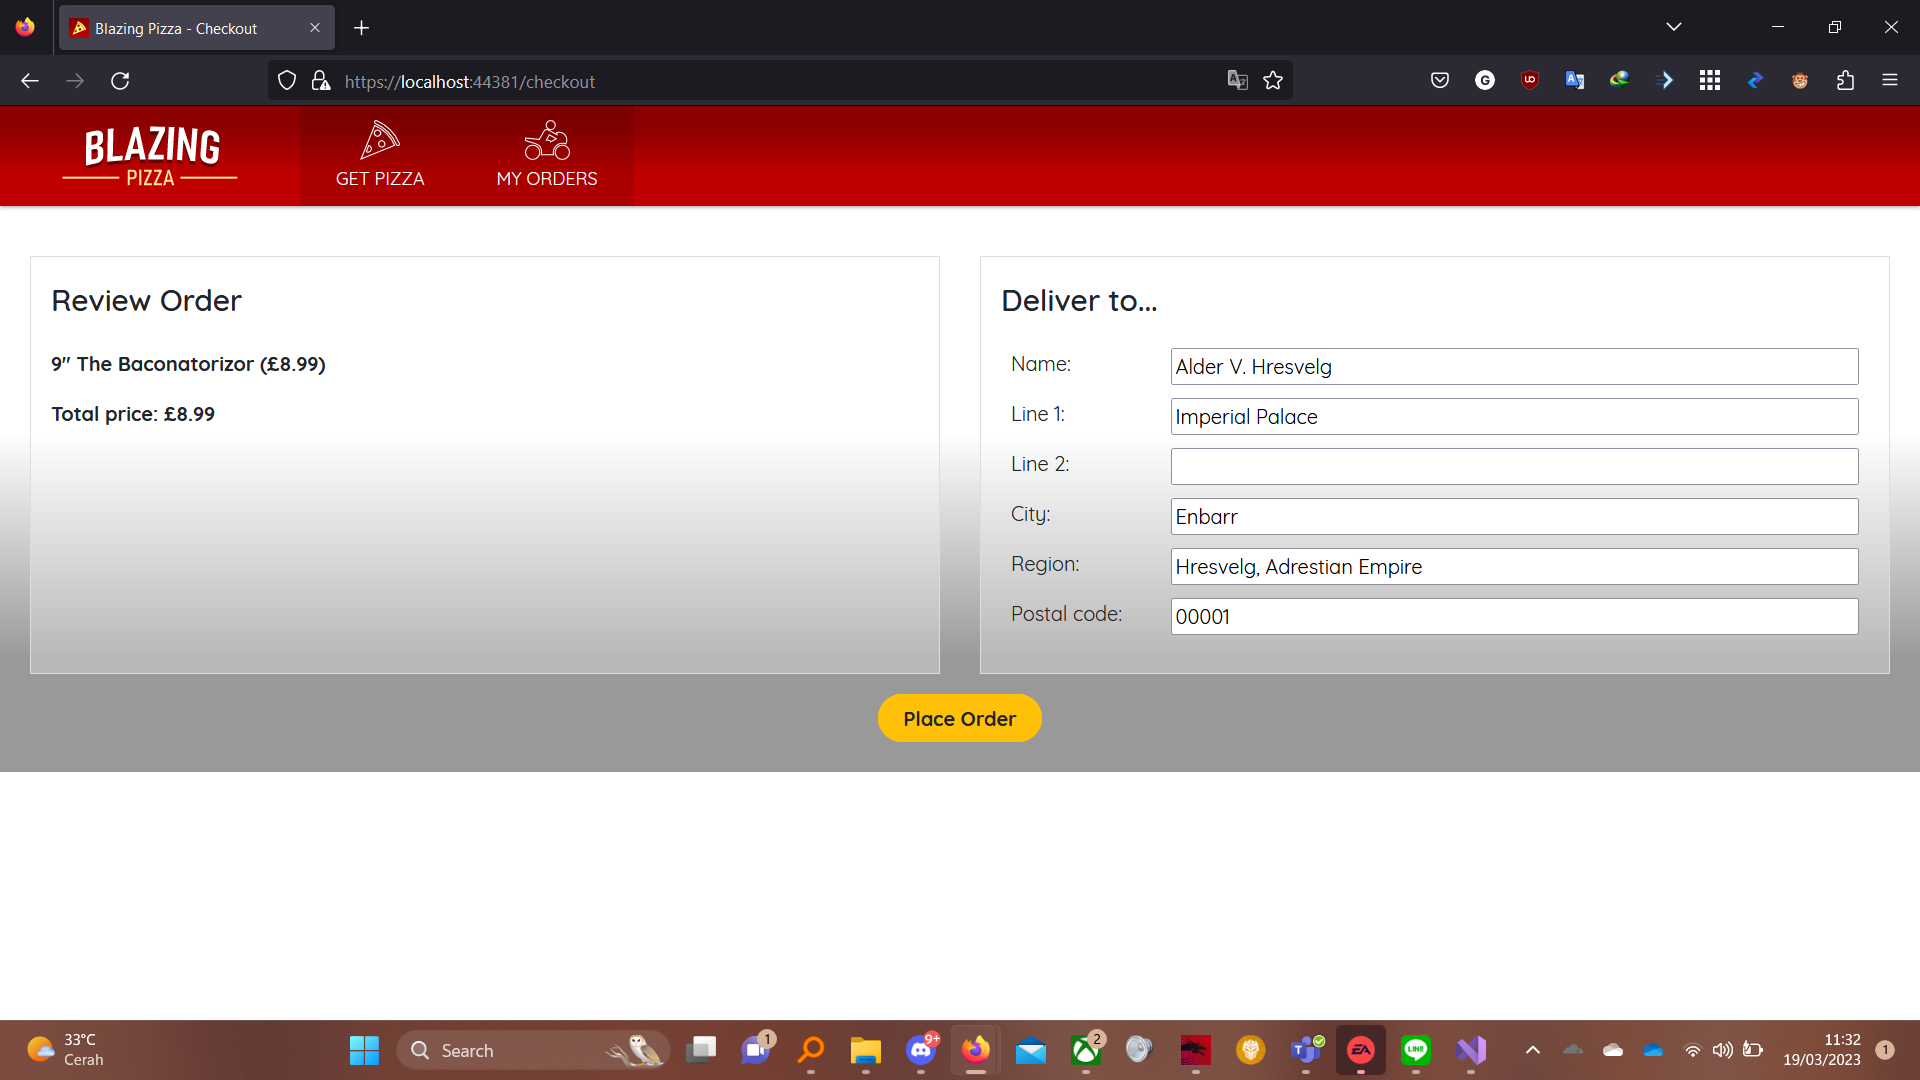 Blazing Pizza - Checkout
https://localhost:44381/checkout
BLAZING
PIZZA
GET PIZZA
MY ORDERS
Review Order
9" The Baconatorizor (£8.99)
Total price: £8.99
Deliver to...
Name:
Alder V. Hresvelg
Line 1:
Imperial Palace
Line 2:
City:
Enbarr
Region:
Hresvelg, Adrestian Empire
Postal code:
00001
Place Order
33°C
Cerah
Search
1
9+
2
EA
LINE
11:32
19/03/2023
1